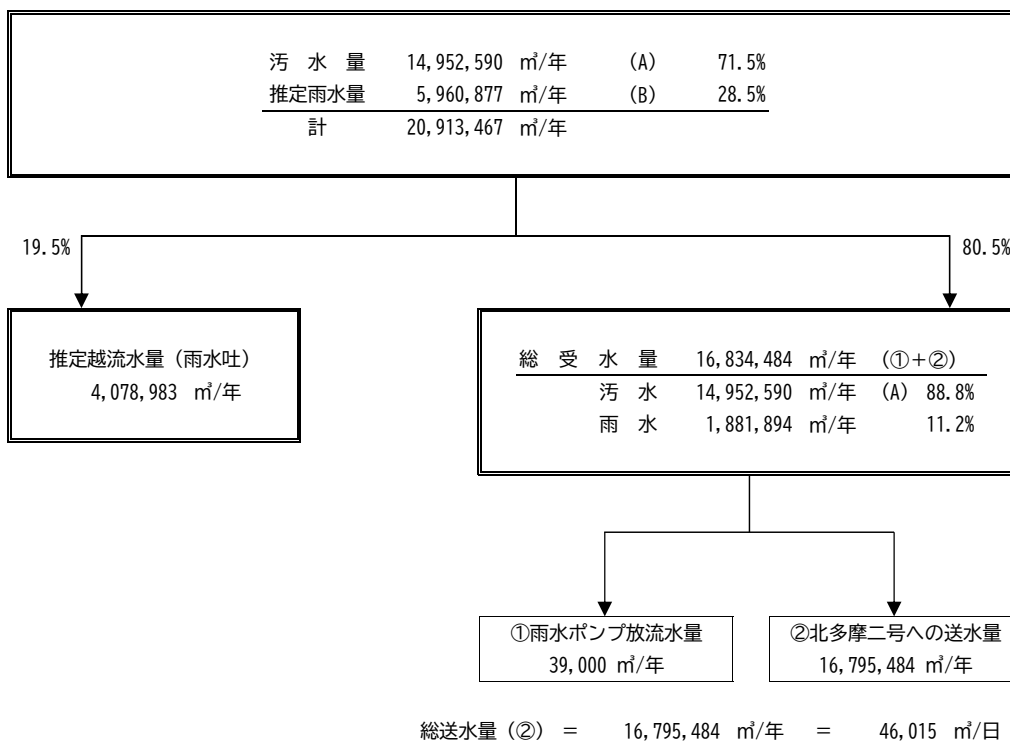 汚 水 量 14,952,590 ㎥/年 (A) 71.5%
推定雨水量 5,960,877 ㎥/年 (B) 28.5%
計 20,913,467 ㎥/年
19.5% 80.5%
推定越流水量（雨水吐）
4,078,983 ㎥/年
総 受 水 量 16,834,484 ㎥/年 (①+②)
汚 水 14,952,590 ㎥/年 (A) 88.8%
雨 水 1,881,894 ㎥/年 11.2%
①雨水ポンプ放流水量
39,000 ㎥/年
②北多摩二号への送水量
16,795,484 ㎥/年
総送水量（②） ＝ 16,795,484 ㎥/年 ＝ 46,015 ㎥/日